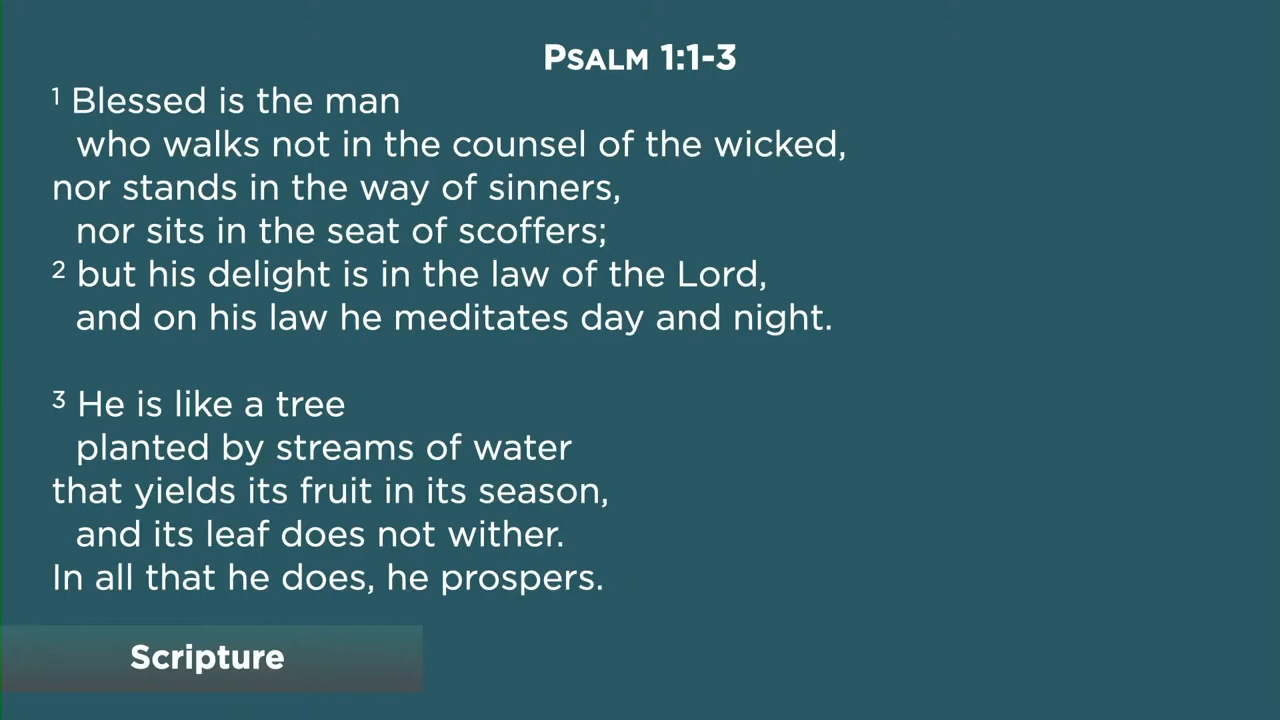 PSALM 1:1-3
1 Blessed is the man
who walks not in the counsel of the wicked,
nor stands in the way of sinners,
nor sits in the seat of scoffers;
2 but his delight is in the law of the Lord,
and on his law he meditates day and night.
3 He is like a tree
planted by streams of water
that yields its fruit in its season,
and its leaf does not wither.
In all that he does, he prospers.
Scripture